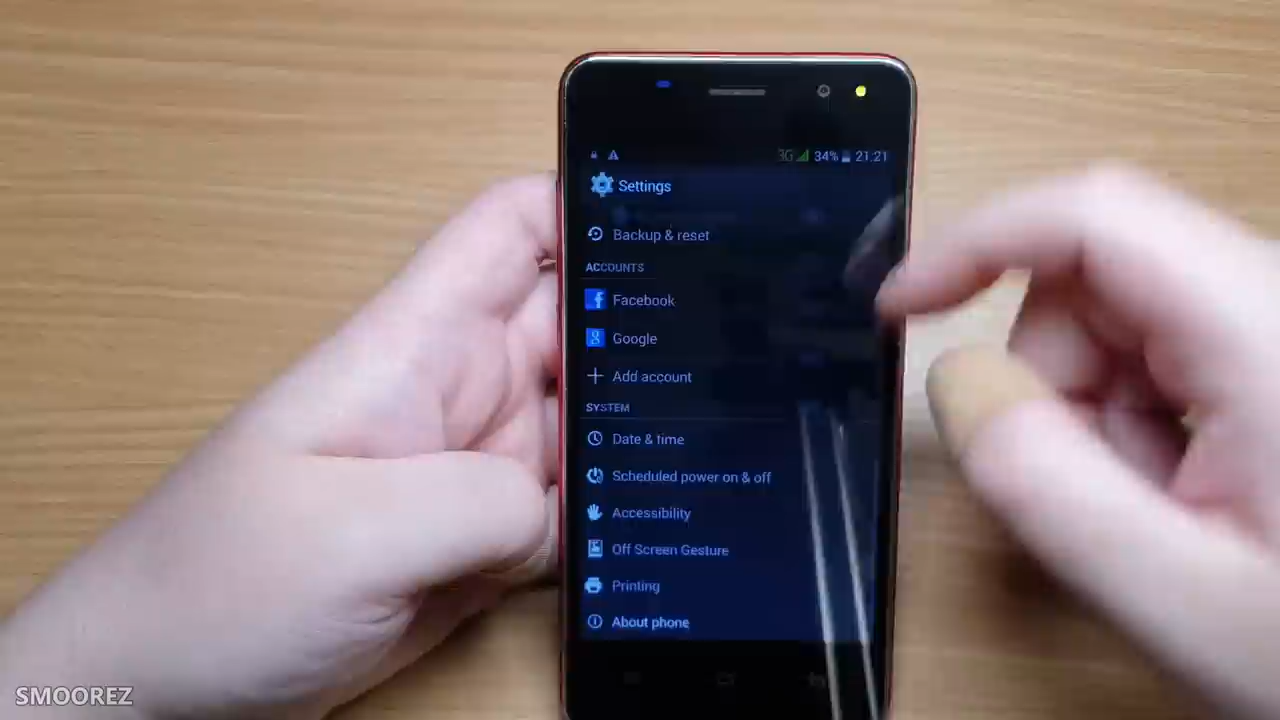 3G 34% 21:21
Settings
Backup & reset
ACCOUNTS
Facebook
Google
Add account
SYSTEM
Date & time
Scheduled power on & off
Accessibility
Off Screen Gesture
Printing
About phone
SMOOREZ